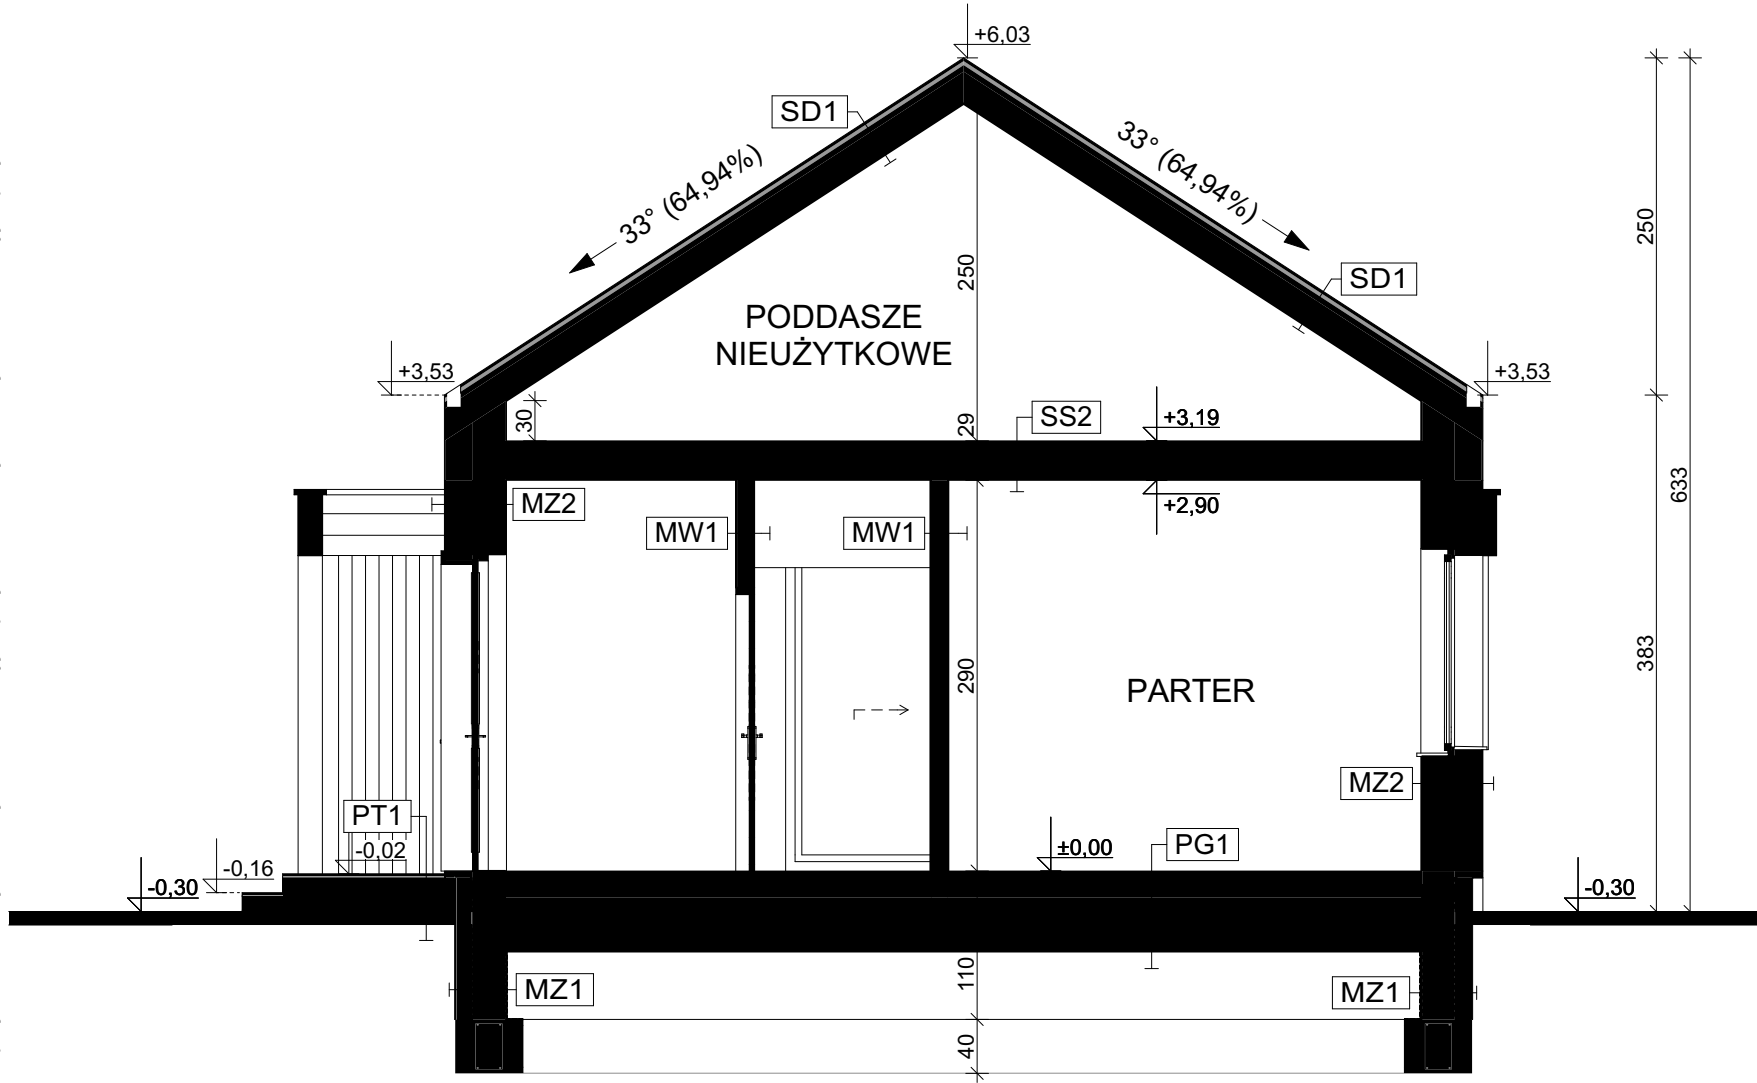 +6,03
SD1
33° (64,94%)
33° (64,94%)
250
250
SD1
PODDASZE
NIEUŻYTKOWE
+3,53
+3,53
30
29
SS2
+3,19
+2,90
633
MZ2
MW1
MW1
383
290
PARTER
MZ2
PT1
-0,02
±0,00
PG1
-0,16
-0,30
-0,30
110
MZ1
MZ1
40